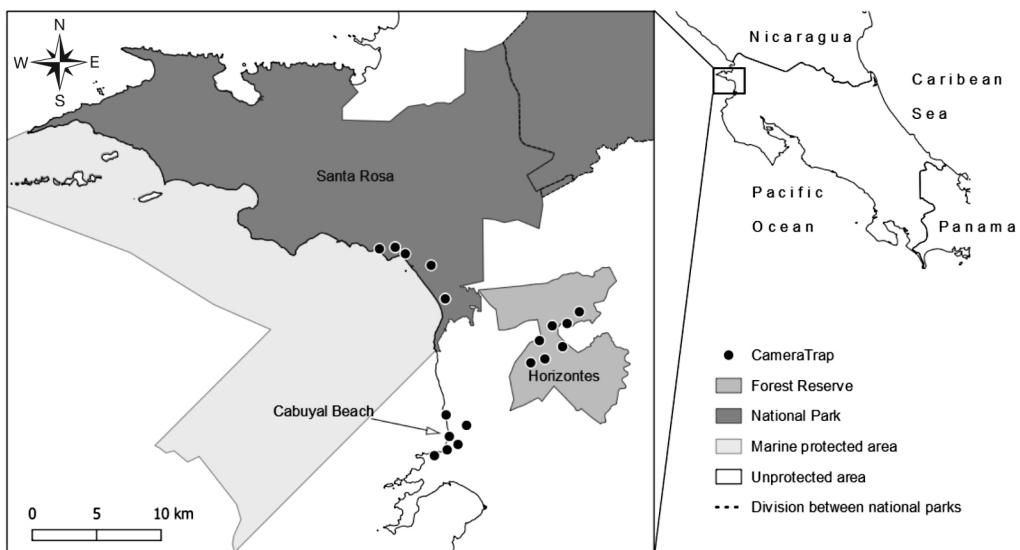 N
W E
S
Santa Rosa
Horizontes
Cabuyal Beach
0 5 10 km
Nicaragua
Caribean
Sea
Pacific
Ocean
Panama
CameraTrap
Forest Reserve
National Park
Marine protected area
Unprotected area
Division between national parks